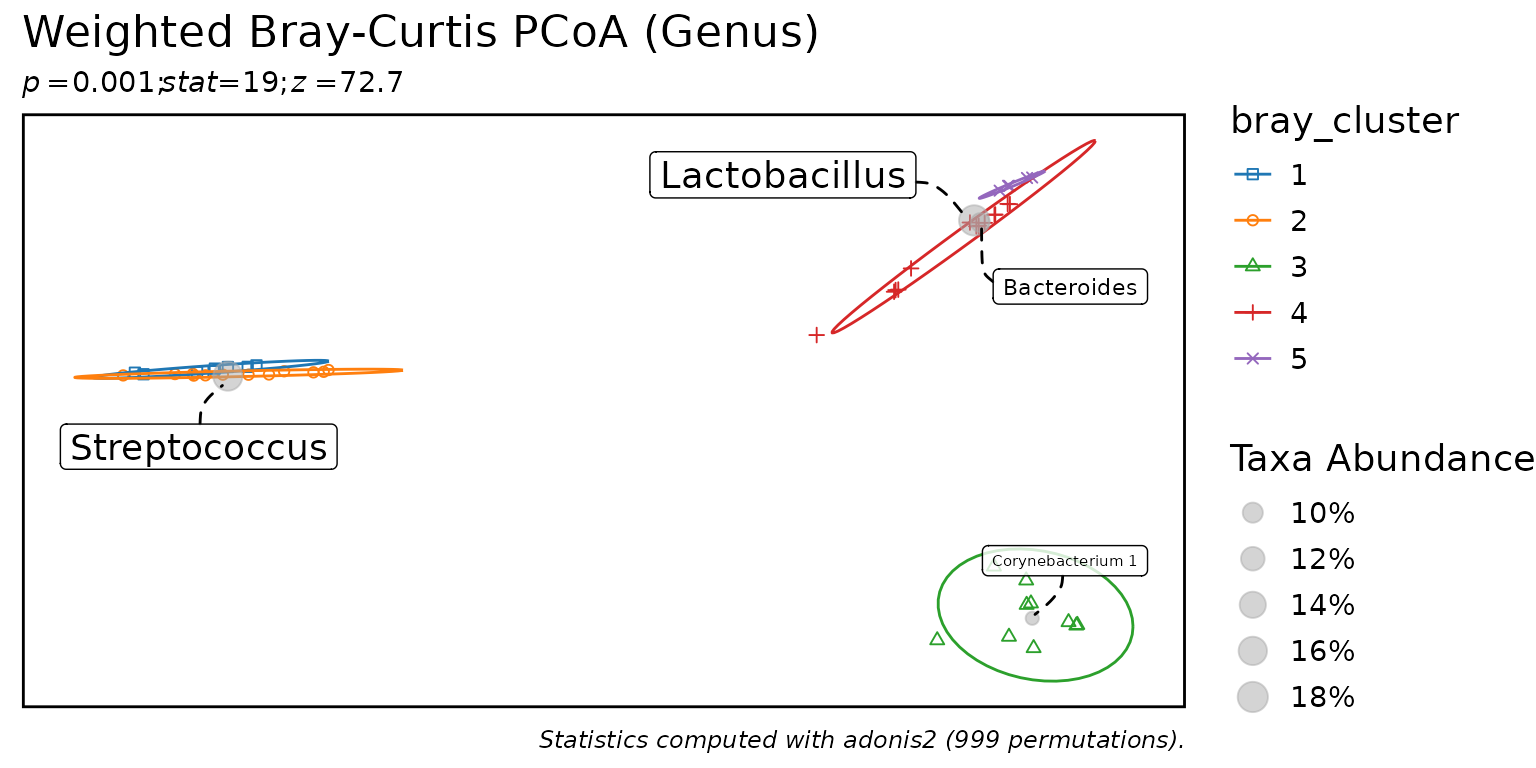 Weighted Bray-Curtis PCoA (Genus)
p =0.001;stat=19; z =72.7
Lactobacillus
Bacteroides
Streptococcus
Corynebacterium 1
bray_cluster
1
2
3
4
5
Taxa Abundance
10%
12%
14%
16%
18%
Statistics computed with adonis2 (999 permutations).